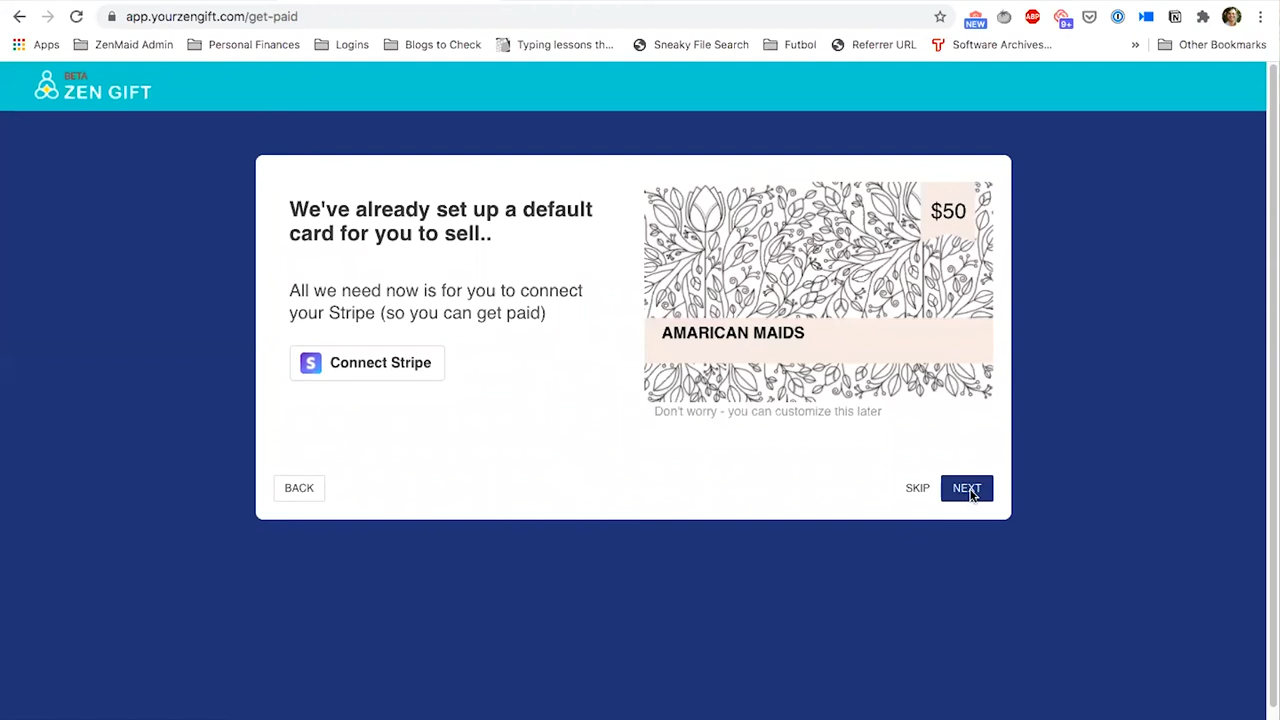 app.yourzengift.com/get-paid
NEW
ABP
9+
Apps
ZenMaid Admin
Personal Finances
Logins
Blogs to Check
Typing lessons th...
Sneaky File Search
Futbol
Referrer URL
Software Archives...
»
Other Bookmarks
BETA
ZEN GIFT
We've already set up a default
card for you to sell..
All we need now is for you to connect
your Stripe (so you can get paid)
S Connect Stripe
$50
AMARICAN MAIDS
Don't worry - you can customize this later
BACK
SKIP
NEXT